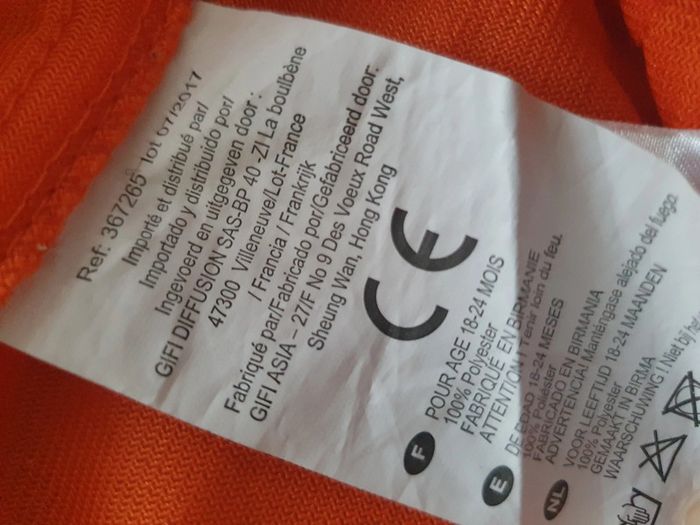 Ref: 367265 lot 07/2017
Importé et distribué par/
Importado y distribuido por/
Ingevoerd en uitgegeven door :
GIFI DIFFUSION SAS-BP 40 -ZI La boulbène
47300 Villeneuve/Lot-France
/ Francia / Frankrijk
Fabriqué par/Fabricado por/Gefabriceerd door:
GIFI ASIA - 27/F No 9 Des Voeux Road West,
Sheung Wan, Hong Kong
CE
F
POUR AGE 18-24 MOIS
100% Polyester
FABRIQUÉ EN BIRMANIE
ATTENTION ! Tenir loin du feu.
E
DE EDAD 18-24 MESES
100% Poliéster
FABRICADO EN BIRMANIA
ADVERTENCIA! Manténgase alejado del fuego.
NL
VOOR LEEFTIJD 18-24 MAANDEN
100% Polyester
GEMAAKT IN BIRMA
WAARSCHUWING ! Niet bij